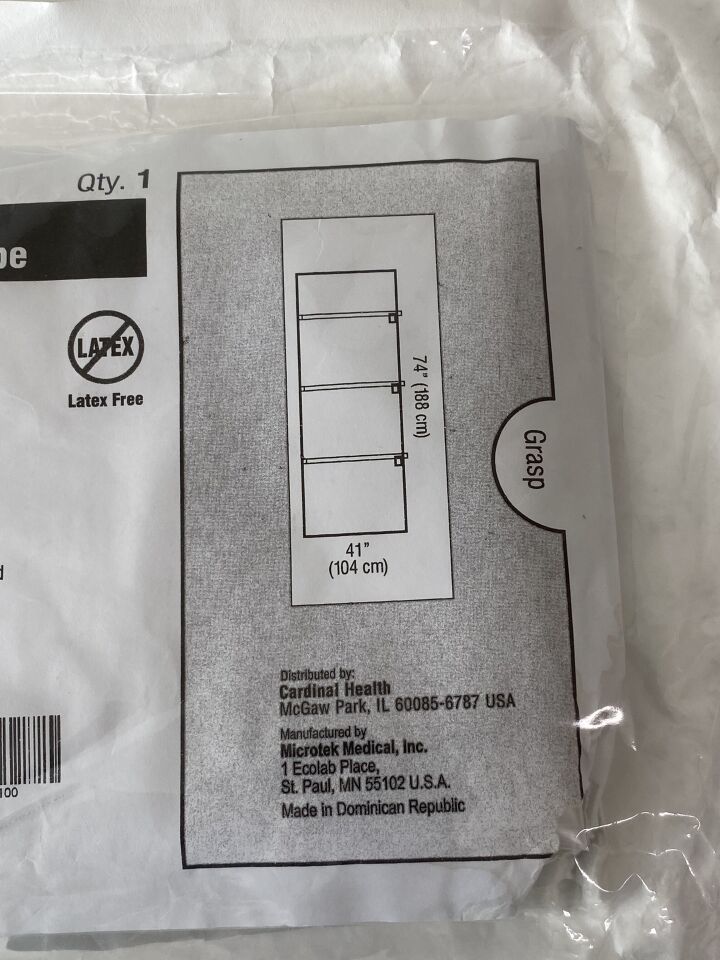 Qty. 1
LATEX
Latex Free
74" (188 cm)
41"
(104 cm)
Grasp
Distributed by:
Cardinal Health
McGaw Park, IL 60085-6787 USA
Manufactured by
Microtek Medical, Inc.
1 Ecolab Place,
St. Paul, MN 55102 U.S.A.
Made in Dominican Republic